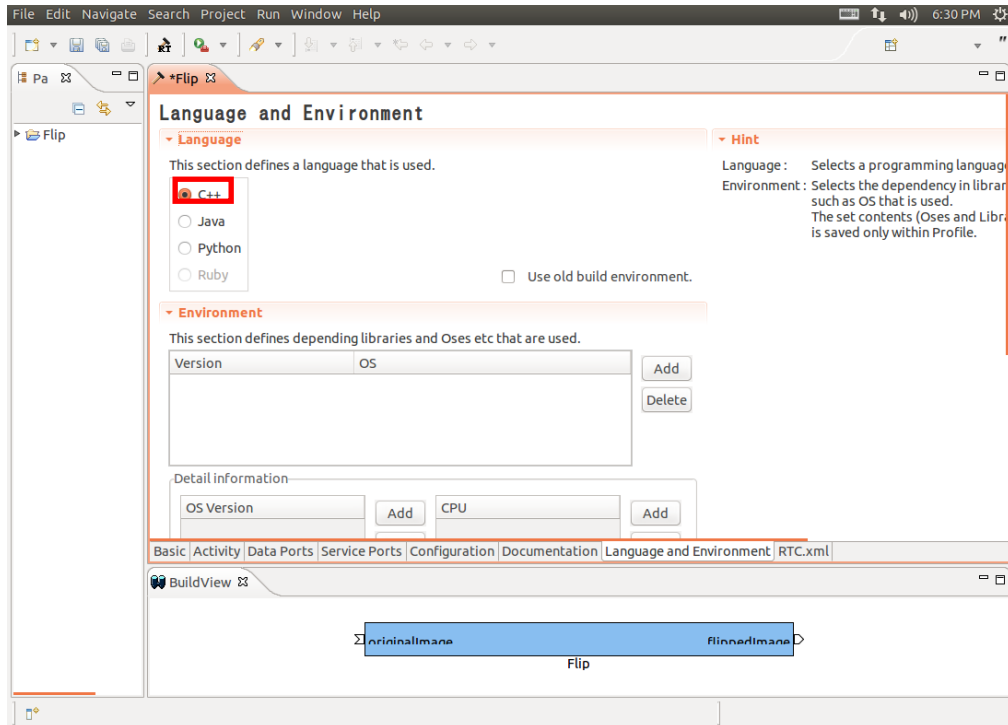 File Edit Navigate Search Project Run Window Help 6:30 PM
Pa
*Flip
Flip
Language and Environment
Language
This section defines a language that is used.
C++
Java
Python
Ruby
Use old build environment.
Hint
Language : Selects a programming language
Environment : Selects the dependency in librar
such as OS that is used.
The set contents (Oses and Libra
is saved only within Profile.
Environment
This section defines depending libraries and Oses etc that are used.
Version OS
Add
Delete
Detail information
OS Version Add CPU Add
Basic Activity Data Ports Service Ports Configuration Documentation Language and Environment RTC.xml
BuildView
originalImage flippedImage
Flip